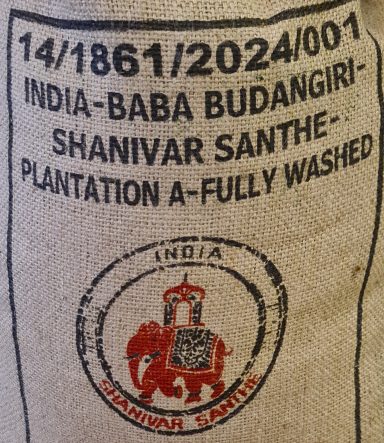 14/1861/2024/001
INDIA-BABA BUDANGIRI-
SHANIVAR SANTHE-
PLANTATION A-FULLY WASHED
INDIA
SHANIVAR SANTHE